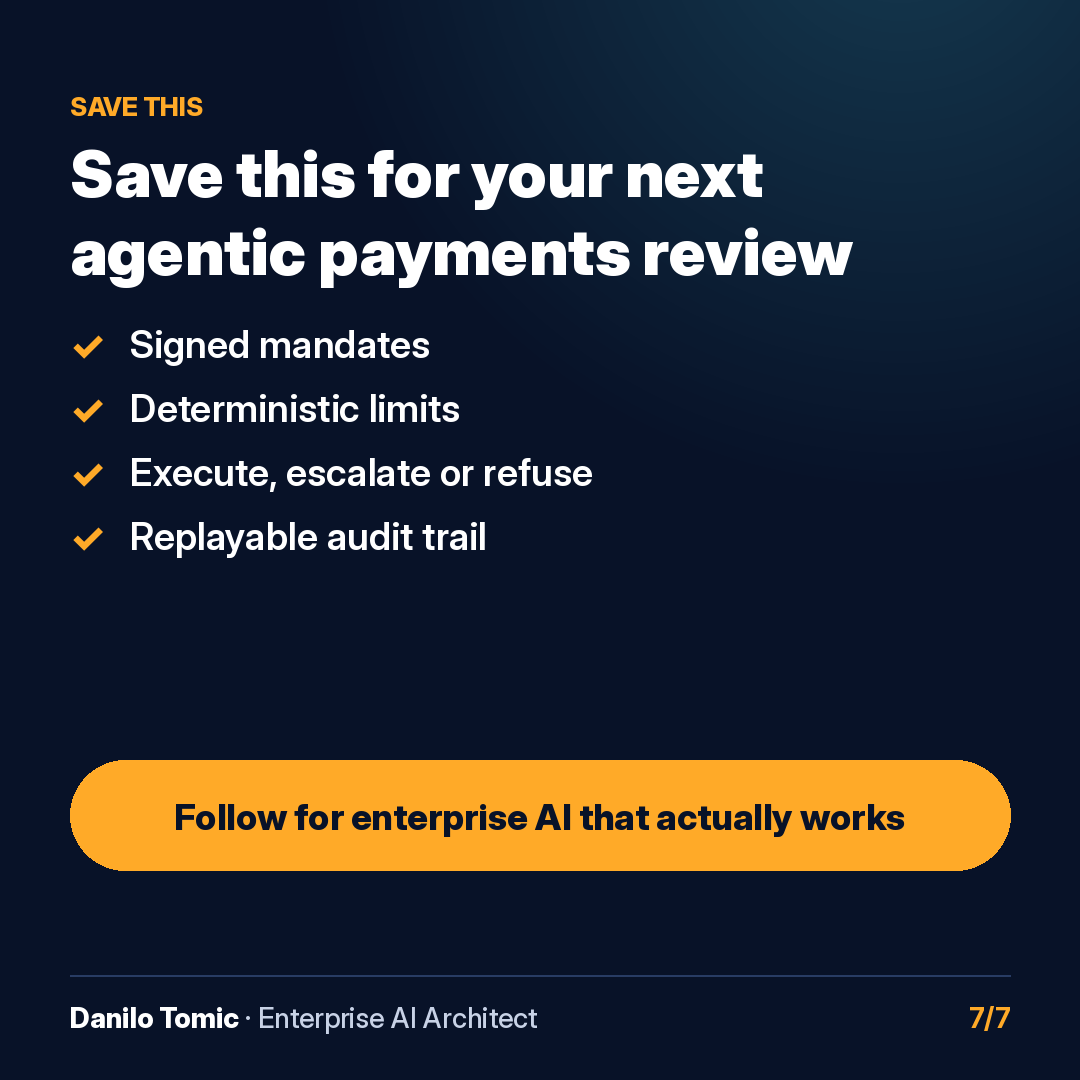 SAVE THIS
Save this for your next
agentic payments review
Signed mandates
Deterministic limits
Execute, escalate or refuse
Replayable audit trail
Follow for enterprise AI that actually works
Danilo Tomic · Enterprise AI Architect
7/7